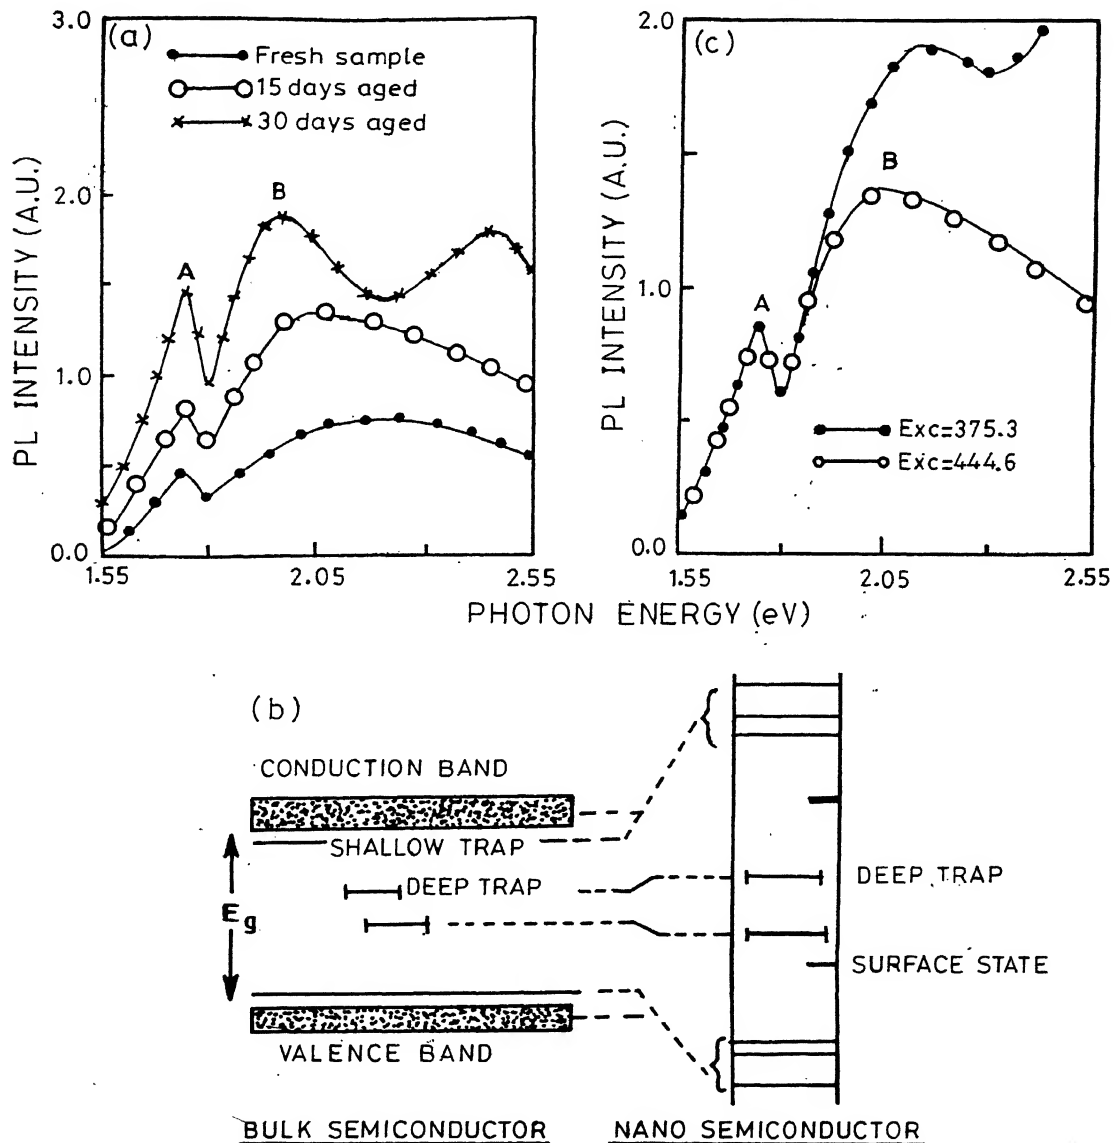 (a)
3.0
Fresh sample
15 days aged
30 days aged
2.0
1.0
0.0
A
B
1.55
2.05
2.55
PL INTENSITY (A.U.)
(c)
2.0
1.0
0.0
A
B
Exc=375.3
Exc=444.6
1.55
2.05
2.55
PL INTENSITY (A.U.)
PHOTON ENERGY (eV)
(b)
CONDUCTION BAND
SHALLOW TRAP
DEEP TRAP
Eg
VALENCE BAND
BULK SEMICONDUCTOR
DEEP TRAP
SURFACE STATE
NANO SEMICONDUCTOR